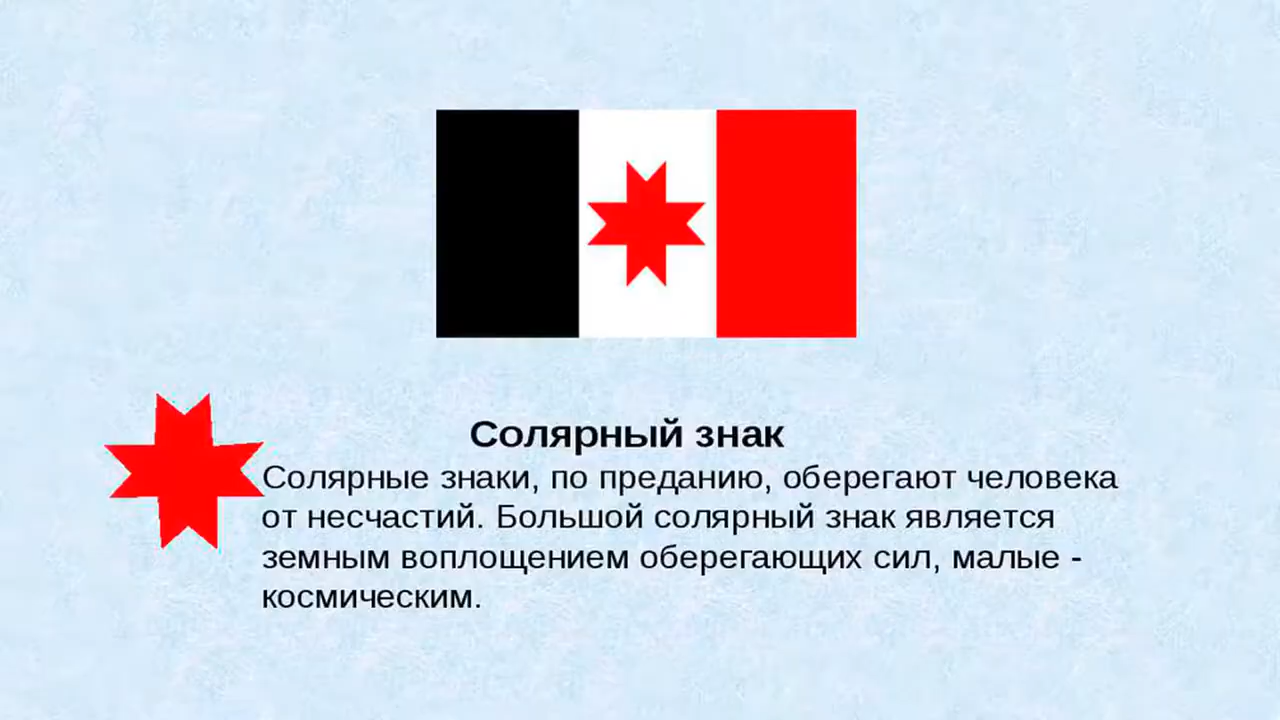 Солярный знак
Солярные знаки, по преданию, оберегают человека
от несчастий. Большой солярный знак является
земным воплощением оберегающих сил, малые -
космическим.